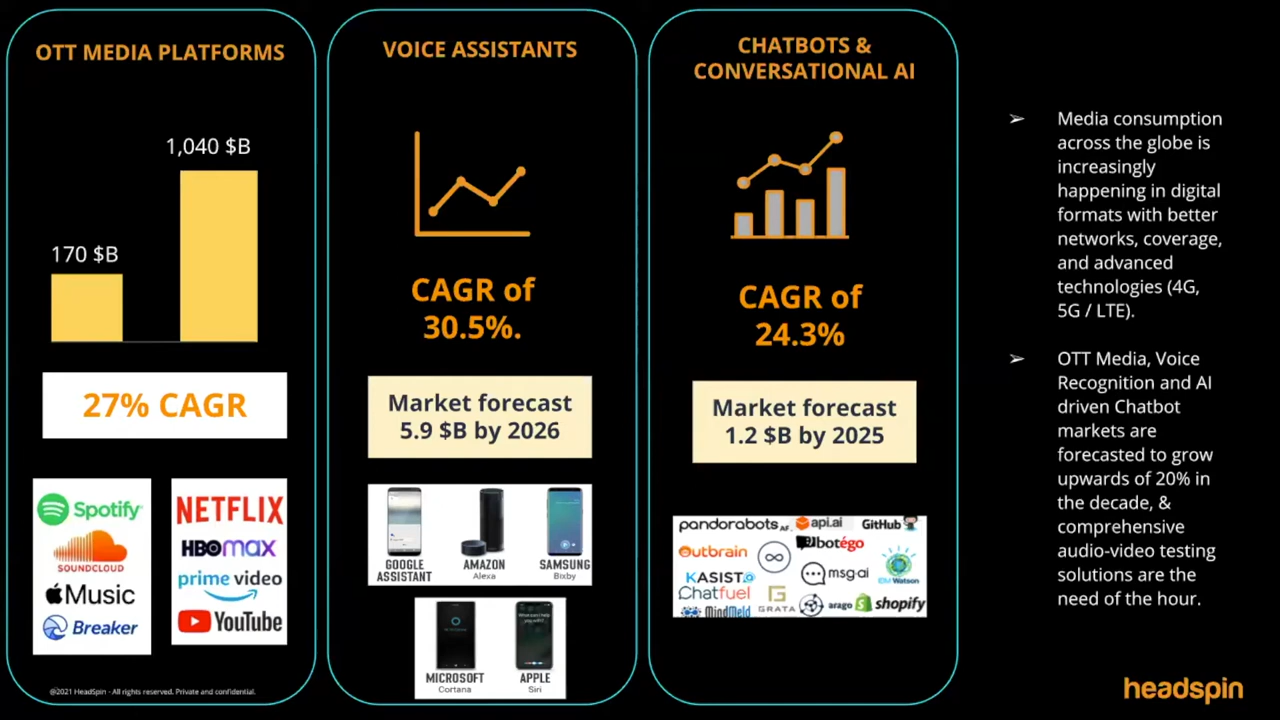 OTT MEDIA PLATFORMS
1,040 $B
170 $B
27% CAGR
Spotify
SOUNDCLOUD
Music
Breaker
NETFLIX
HBO max
prime video
YouTube
@2021 HeadSpin - All rights reserved. Private and confidential.
VOICE ASSISTANTS
CAGR of
30.5%.
Market forecast
5.9 $B by 2026
GOOGLE
ASSISTANT
AMAZON
Alexa
SAMSUNG
Bixby
MICROSOFT
Cortana
APPLE
Siri
CHATBOTS &
CONVERSATIONAL AI
CAGR of
24.3%
Market forecast
1.2 $B by 2025
pandorabots
api.ai
GitHub
Outbrain
botégo
KASIST
msg·ai
Watson
Chatfuel
GRATA
arago
shopify
MindMeld
➢ Media consumption
across the globe is
increasingly
happening in digital
formats with better
networks, coverage,
and advanced
technologies (4G,
5G / LTE).
➢ OTT Media, Voice
Recognition and AI
driven Chatbot
markets are
forecasted to grow
upwards of 20% in
the decade, &
comprehensive
audio-video testing
solutions are the
need of the hour.
headspin